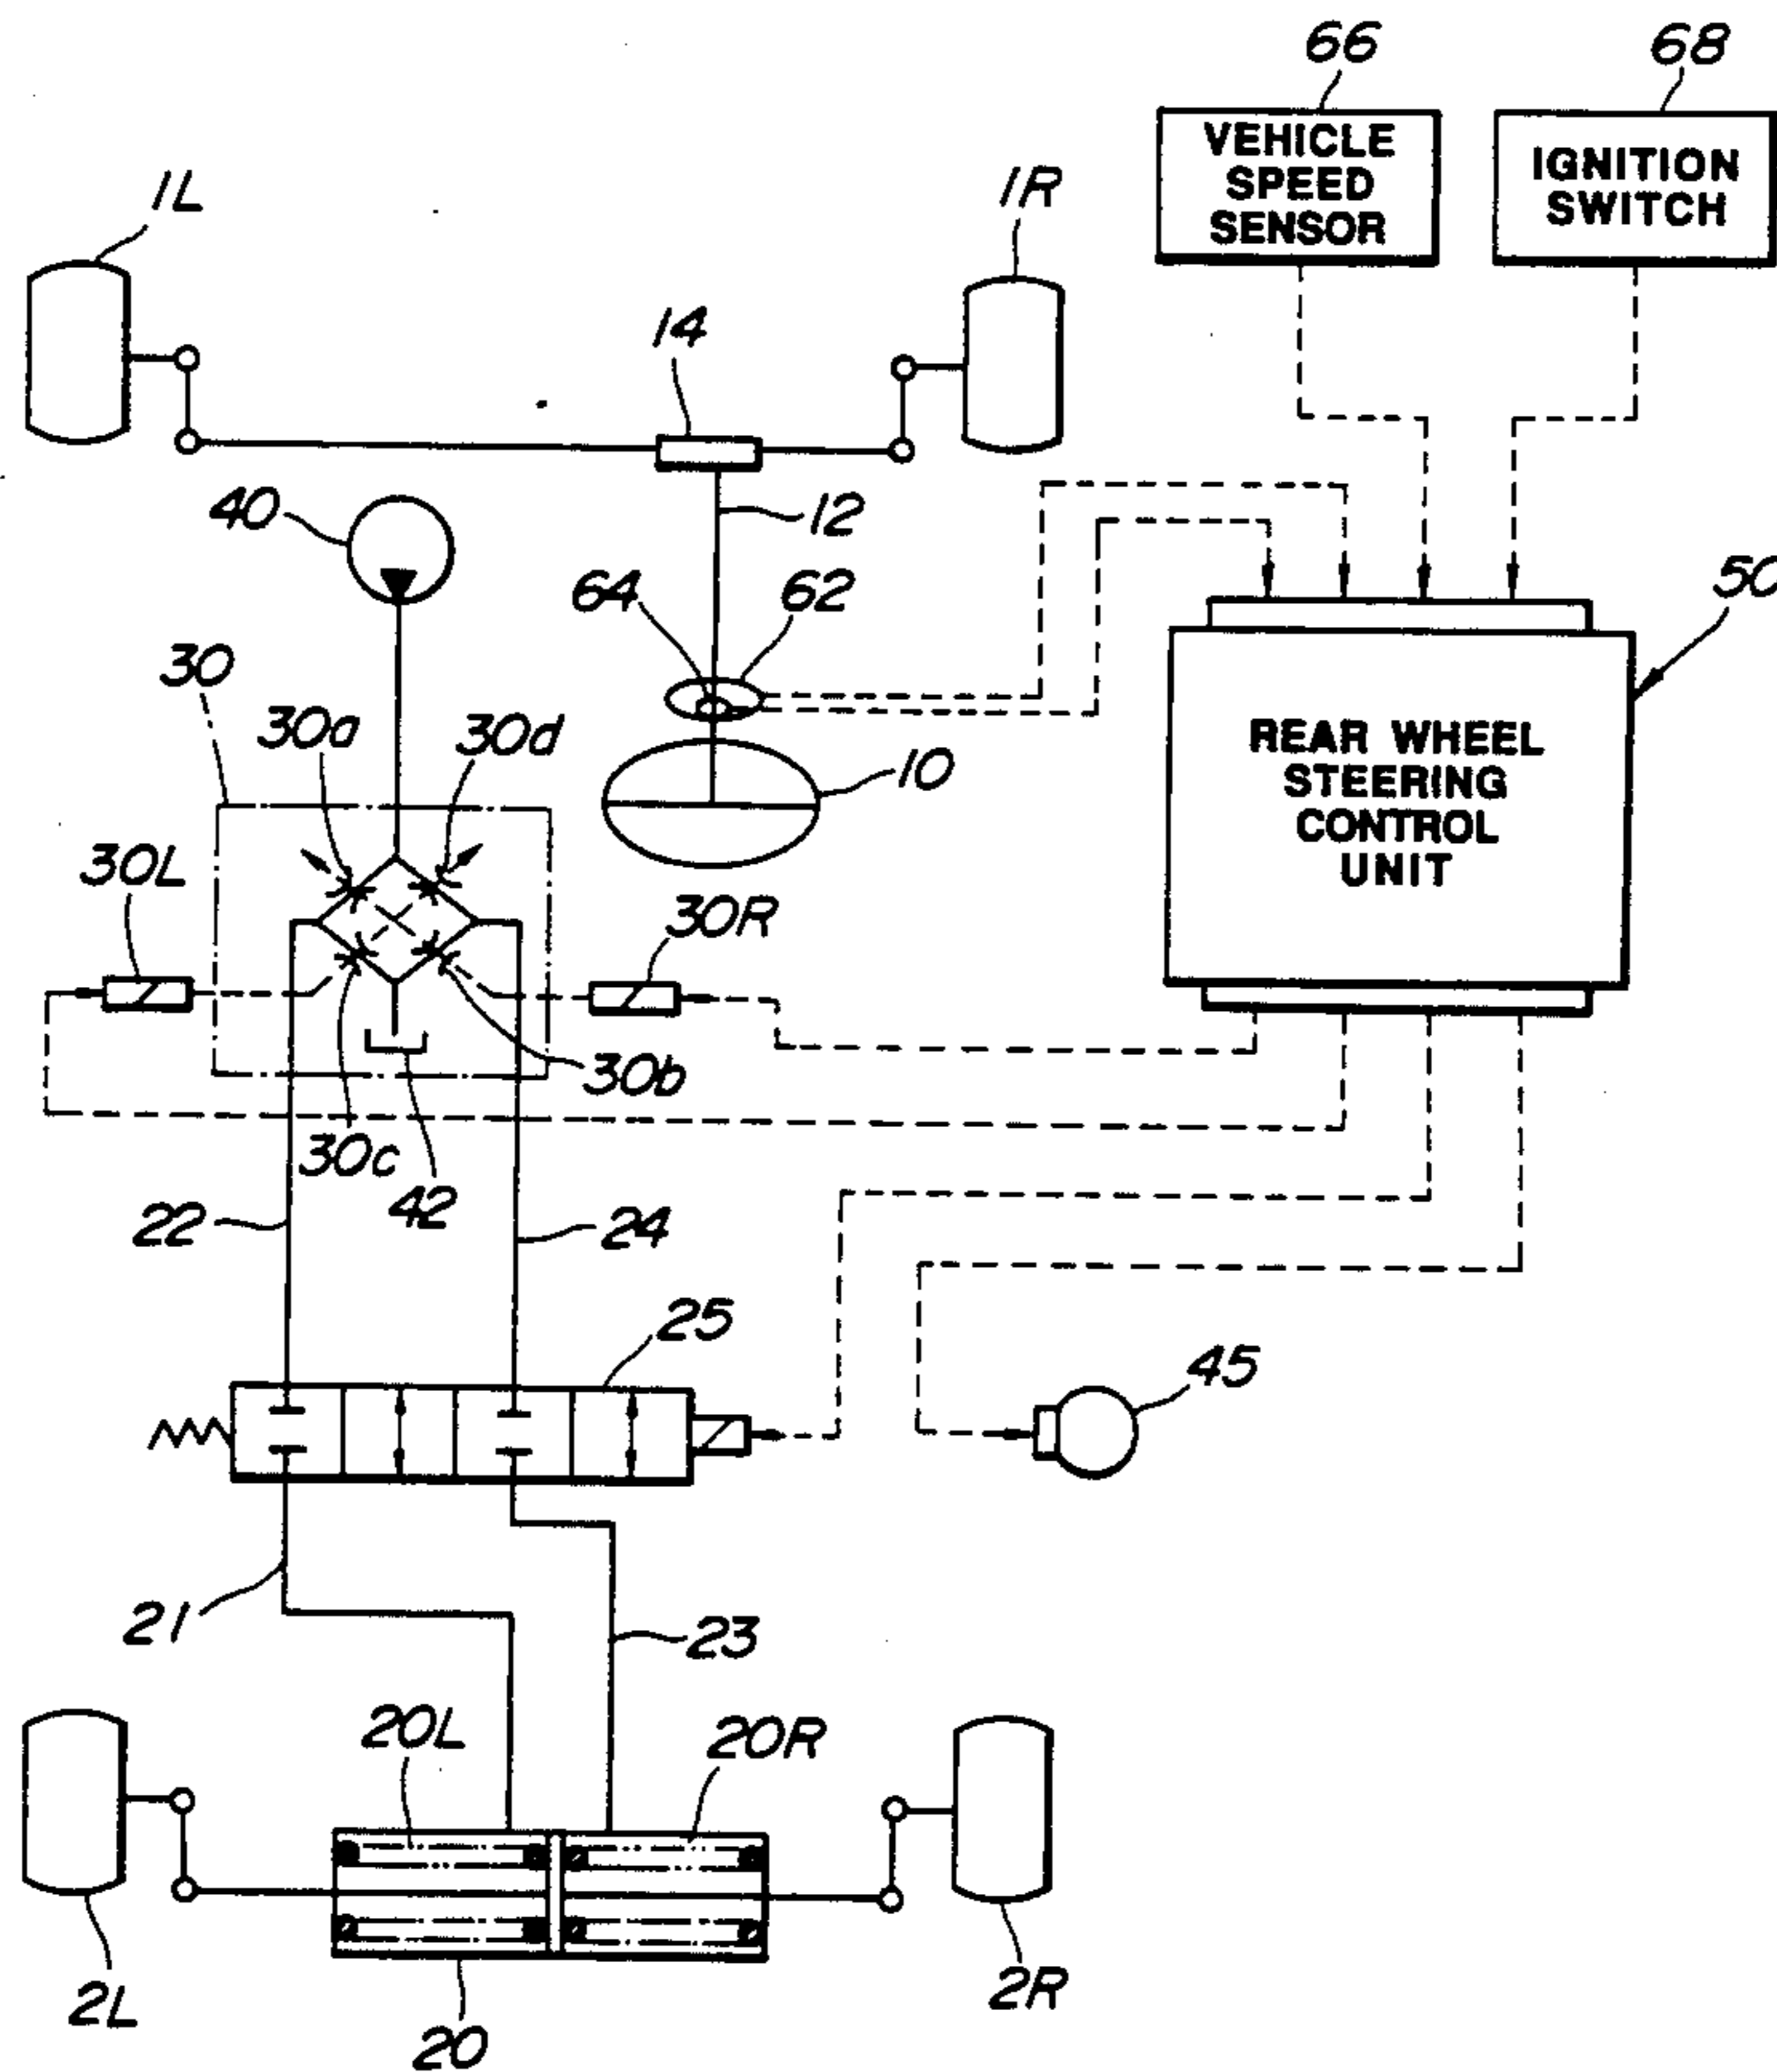 66
68
VEHICLE
SPEED
SENSOR
IGNITION
SWITCH
1L
1R
14
40
12
50
64
62
30
30a
30d
REAR WHEEL
STEERING
CONTROL
UNIT
10
30L
30R
30b
30c
42
22
24
25
45
21
23
20L
20R
2L
2R
20